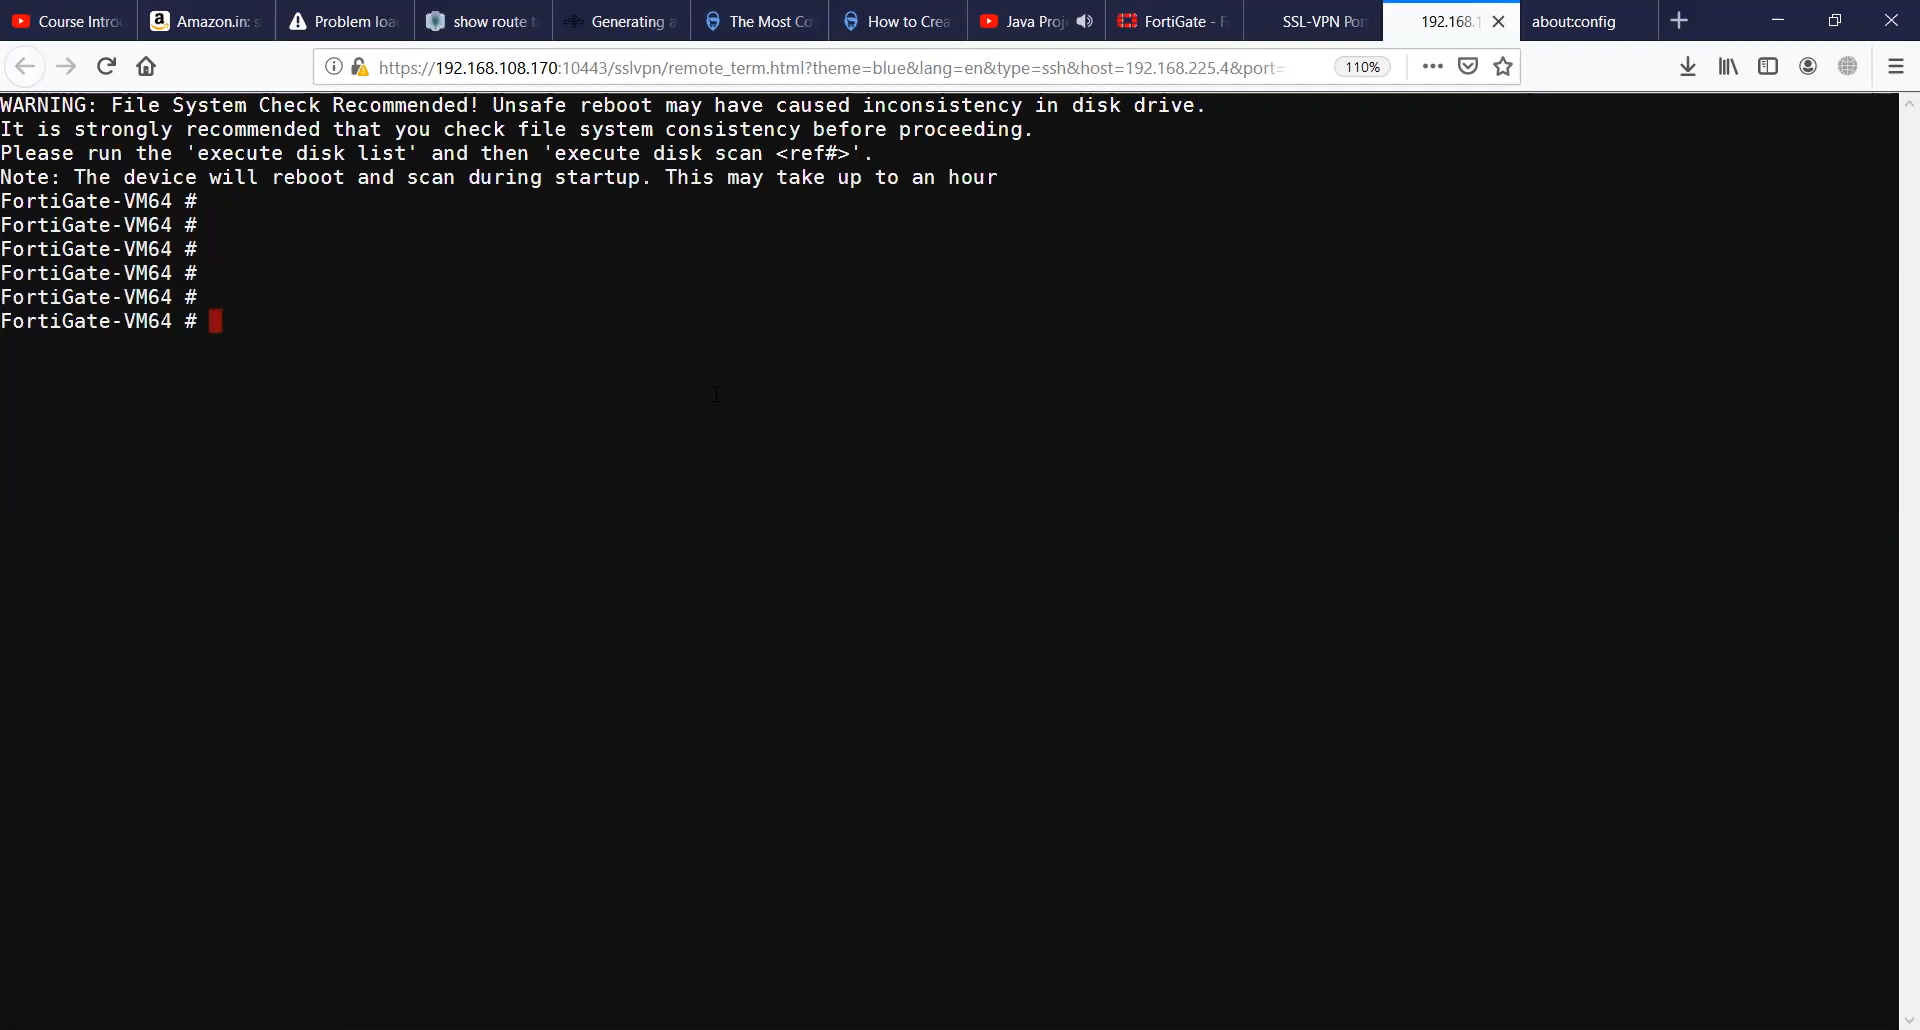 Course Intro
Amazon.in: s
Problem loa
show route t
Generating a
The Most Co
How to Crea
Java Proj
FortiGate - F
SSL-VPN Por
192.168.1
about:config
https://192.168.108.170:10443/sslvpn/remote_term.html?theme=blue&lang=en&type=ssh&host=192.168.225.4&port=
110%
WARNING: File System Check Recommended! Unsafe reboot may have caused inconsistency in disk drive.
It is strongly recommended that you check file system consistency before proceeding.
Please run the 'execute disk list' and then 'execute disk scan <ref#>'.
Note: The device will reboot and scan during startup. This may take up to an hour
FortiGate-VM64 #
FortiGate-VM64 #
FortiGate-VM64 #
FortiGate-VM64 #
FortiGate-VM64 #
FortiGate-VM64 #